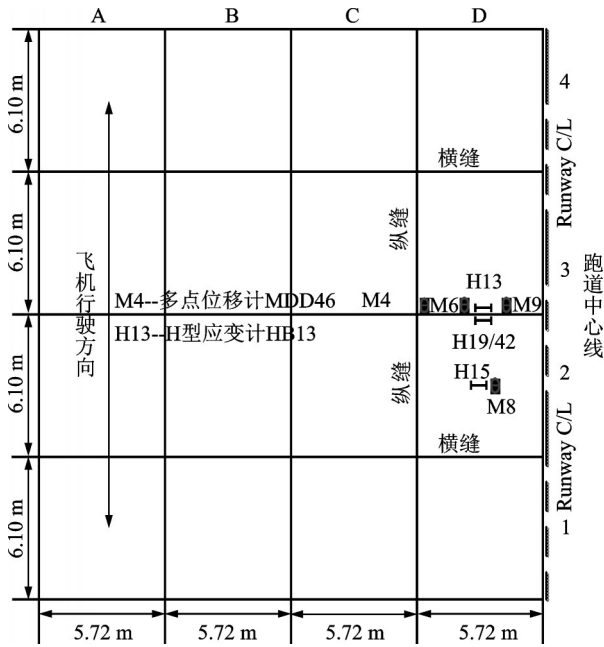 A B C D
6.10 m
4
Runway C/L
横缝
6.10 m
纵缝
3
跑道中心线
飞机行驶方向
H13
M4--多点位移计MDD46
M4
M6
M9
H13--H型应变计HB13
H19/42
6.10 m
纵缝
2
H15
M8
Runway C/L
横缝
6.10 m
1
5.72 m 5.72 m 5.72 m 5.72 m